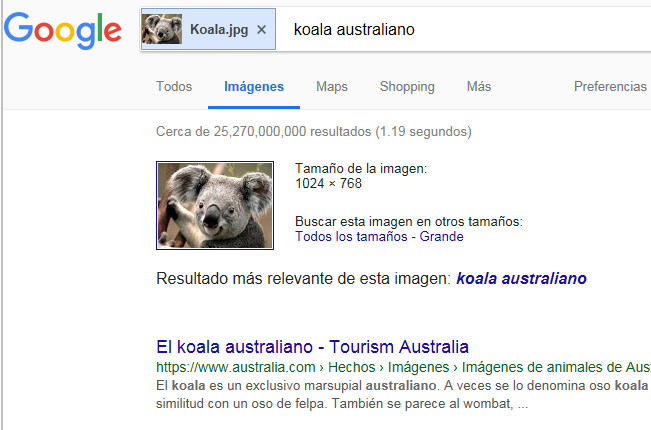 Google Koala.jpg × koala australiano
Todos Imágenes Maps Shopping Más Preferencias
Cerca de 25,270,000,000 resultados (1.19 segundos)
Tamaño de la imagen:
1024 × 768
Buscar esta imagen en otros tamaños:
Todos los tamaños - Grande
Resultado más relevante de esta imagen: koala australiano
El koala australiano - Tourism Australia
https://www.australia.com › Hechos › Imágenes › Imágenes de animales de Aus
El koala es un exclusivo marsupial australiano. A veces se lo denomina oso koala
similitud con un oso de felpa. También se parece al wombat, ...